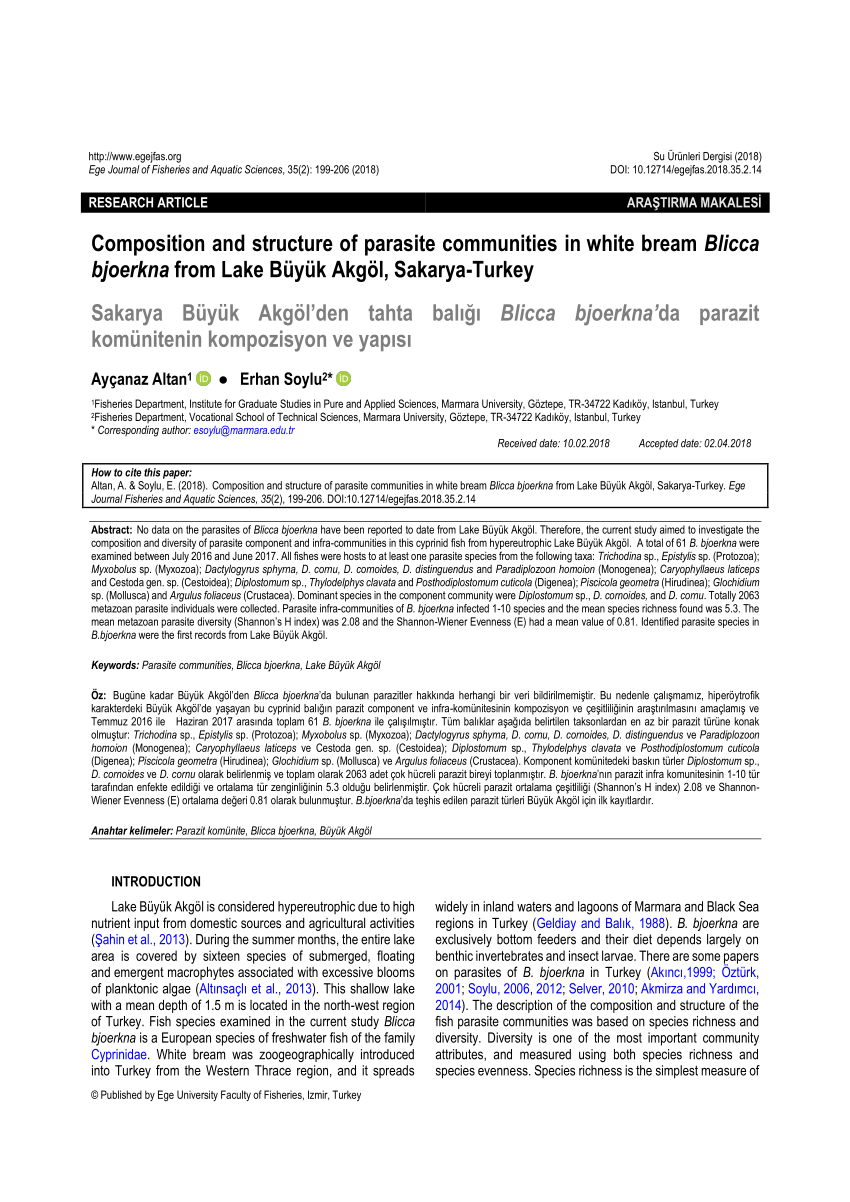 http://www.egejfas.org
Su Ürünleri Dergisi (2018)
Ege Journal of Fisheries and Aquatic Sciences, 35(2): 199-206 (2018)
DOI: 10.12714/egejfas.2018.35.2.14
RESEARCH ARTICLE
ARAŞTIRMA MAKALESİ
Composition and structure of parasite communities in white bream Blicca
bjoerkna from Lake Büyük Akgöl, Sakarya-Turkey
Sakarya Büyük Akgöl’den tahta balığı Blicca bjoerkna’da parazit
komünitenin kompozisyon ve yapısı
Ayçanaz Altan1 iD ● Erhan Soylu2* iD
1Fisheries Department, Institute for Graduate Studies in Pure and Applied Sciences, Marmara University, Göztepe, TR-34722 Kadıköy, Istanbul, Turkey
2Fisheries Department, Vocational School of Technical Sciences, Marmara University, Göztepe, TR-34722 Kadıköy, Istanbul, Turkey
* Corresponding author: esoylu@marmara.edu.tr
Received date: 10.02.2018 Accepted date: 02.04.2018
How to cite this paper:
Altan, A. & Soylu, E. (2018). Composition and structure of parasite communities in white bream Blicca bjoerkna from Lake Büyük Akgöl, Sakarya-Turkey. Ege
Journal Fisheries and Aquatic Sciences, 35(2), 199-206. DOI:10.12714/egejfas.2018.35.2.14
Abstract: No data on the parasites of Blicca bjoerkna have been reported to date from Lake Büyük Akgöl. Therefore, the current study aimed to investigate the
composition and diversity of parasite component and infra-communities in this cyprinid fish from hypereutrophic Lake Büyük Akgöl. A total of 61 B. bjoerkna were
examined between July 2016 and June 2017. All fishes were hosts to at least one parasite species from the following taxa: Trichodina sp., Epistylis sp. (Protozoa);
Myxobolus sp. (Myxozoa); Dactylogyrus sphyrna, D. cornu, D. cornoides, D. distinguendus and Paradiplozoon homoion (Monogenea); Caryophyllaeus laticeps
and Cestoda gen. sp. (Cestoidea); Diplostomum sp., Thylodelphys clavata and Posthodiplostomum cuticola (Digenea); Piscicola geometra (Hirudinea); Glochidium
sp. (Mollusca) and Argulus foliaceus (Crustacea). Dominant species in the component community were Diplostomum sp., D. cornoides, and D. cornu. Totally 2063
metazoan parasite individuals were collected. Parasite infra-communities of B. bjoerkna infected 1-10 species and the mean species richness found was 5.3. The
mean metazoan parasite diversity (Shannon’s H index) was 2.08 and the Shannon-Wiener Evenness (E) had a mean value of 0.81. Identified parasite species in
B.bjoerkna were the first records from Lake Büyük Akgöl.
Keywords: Parasite communities, Blicca bjoerkna, Lake Büyük Akgöl
Öz: Bugüne kadar Büyük Akgöl’den Blicca bjoerkna’da bulunan parazitler hakkında herhangi bir veri bildirilmemiştir. Bu nedenle çalışmamız, hiperöytrofik
karakterdeki Büyük Akgöl’de yaşayan bu cyprinid balığın parazit component ve infra-komünitesinin kompozisyon ve çeşitliliğinin araştırılmasını amaçlamış ve
Temmuz 2016 ile Haziran 2017 arasında toplam 61 B. bjoerkna ile çalışılmıştır. Tüm balıklar aşağıda belirtilen taksonlardan en az bir parazit türüne konak
olmuştur: Trichodina sp., Epistylis sp. (Protozoa); Myxobolus sp. (Myxozoa); Dactylogyrus sphyrna, D. cornu, D. cornoides, D. distinguendus ve Paradiplozoon
homoion (Monogenea); Caryophyllaeus laticeps ve Cestoda gen. sp. (Cestoidea); Diplostomum sp., Thylodelphys clavata ve Posthodiplostomum cuticola
(Digenea); Piscicola geometra (Hirudinea); Glochidium sp. (Mollusca) ve Argulus foliaceus (Crustacea). Komponent komünitedeki baskın türler Diplostomum sp.,
D. cornoides ve D. cornu olarak belirlenmiş ve toplam olarak 2063 adet çok hücreli parazit bireyi toplanmıştır. B. bjoerkna’nın parazit infra komunitesinin 1-10 tür
tarafından enfekte edildiği ve ortalama tür zenginliğinin 5.3 olduğu belirlenmiştir. Çok hücreli parazit ortalama çeşitliliği (Shannon’s H index) 2.08 ve Shannon-
Wiener Evenness (E) ortalama değeri 0.81 olarak bulunmuştur. B.bjoerkna’da teşhis edilen parazit türleri Büyük Akgöl için ilk kayıtlardır.
Anahtar kelimeler: Parazit komünite, Blicca bjoerkna, Büyük Akgöl
INTRODUCTION
Lake Büyük Akgöl is considered hypereutrophic due to high
nutrient input from domestic sources and agricultural activities
(Şahin et al., 2013). During the summer months, the entire lake
area is covered by sixteen species of submerged, floating
and emergent macrophytes associated with excessive blooms
of planktonic algae (Altınsaçlı et al., 2013). This shallow lake
with a mean depth of 1.5 m is located in the north-west region
of Turkey. Fish species examined in the current study Blicca
bjoerkna is a European species of freshwater fish of the family
Cyprinidae. White bream was zoogeographically introduced
into Turkey from the Western Thrace region, and it spreads
widely in inland waters and lagoons of Marmara and Black Sea
regions in Turkey (Geldiay and Balık, 1988). B. bjoerkna are
exclusively bottom feeders and their diet depends largely on
benthic invertebrates and insect larvae. There are some papers
on parasites of B. bjoerkna in Turkey (Akıncı,1999; Öztürk,
2001; Soylu, 2006, 2012; Selver, 2010; Akmirza and Yardımcı,
2014). The description of the composition and structure of the
fish parasite communities was based on species richness and
diversity. Diversity is one of the most important community
attributes, and measured using both species richness and
species evenness. Species richness is the simplest measure of
© Published by Ege University Faculty of Fisheries, Izmir, Turkey